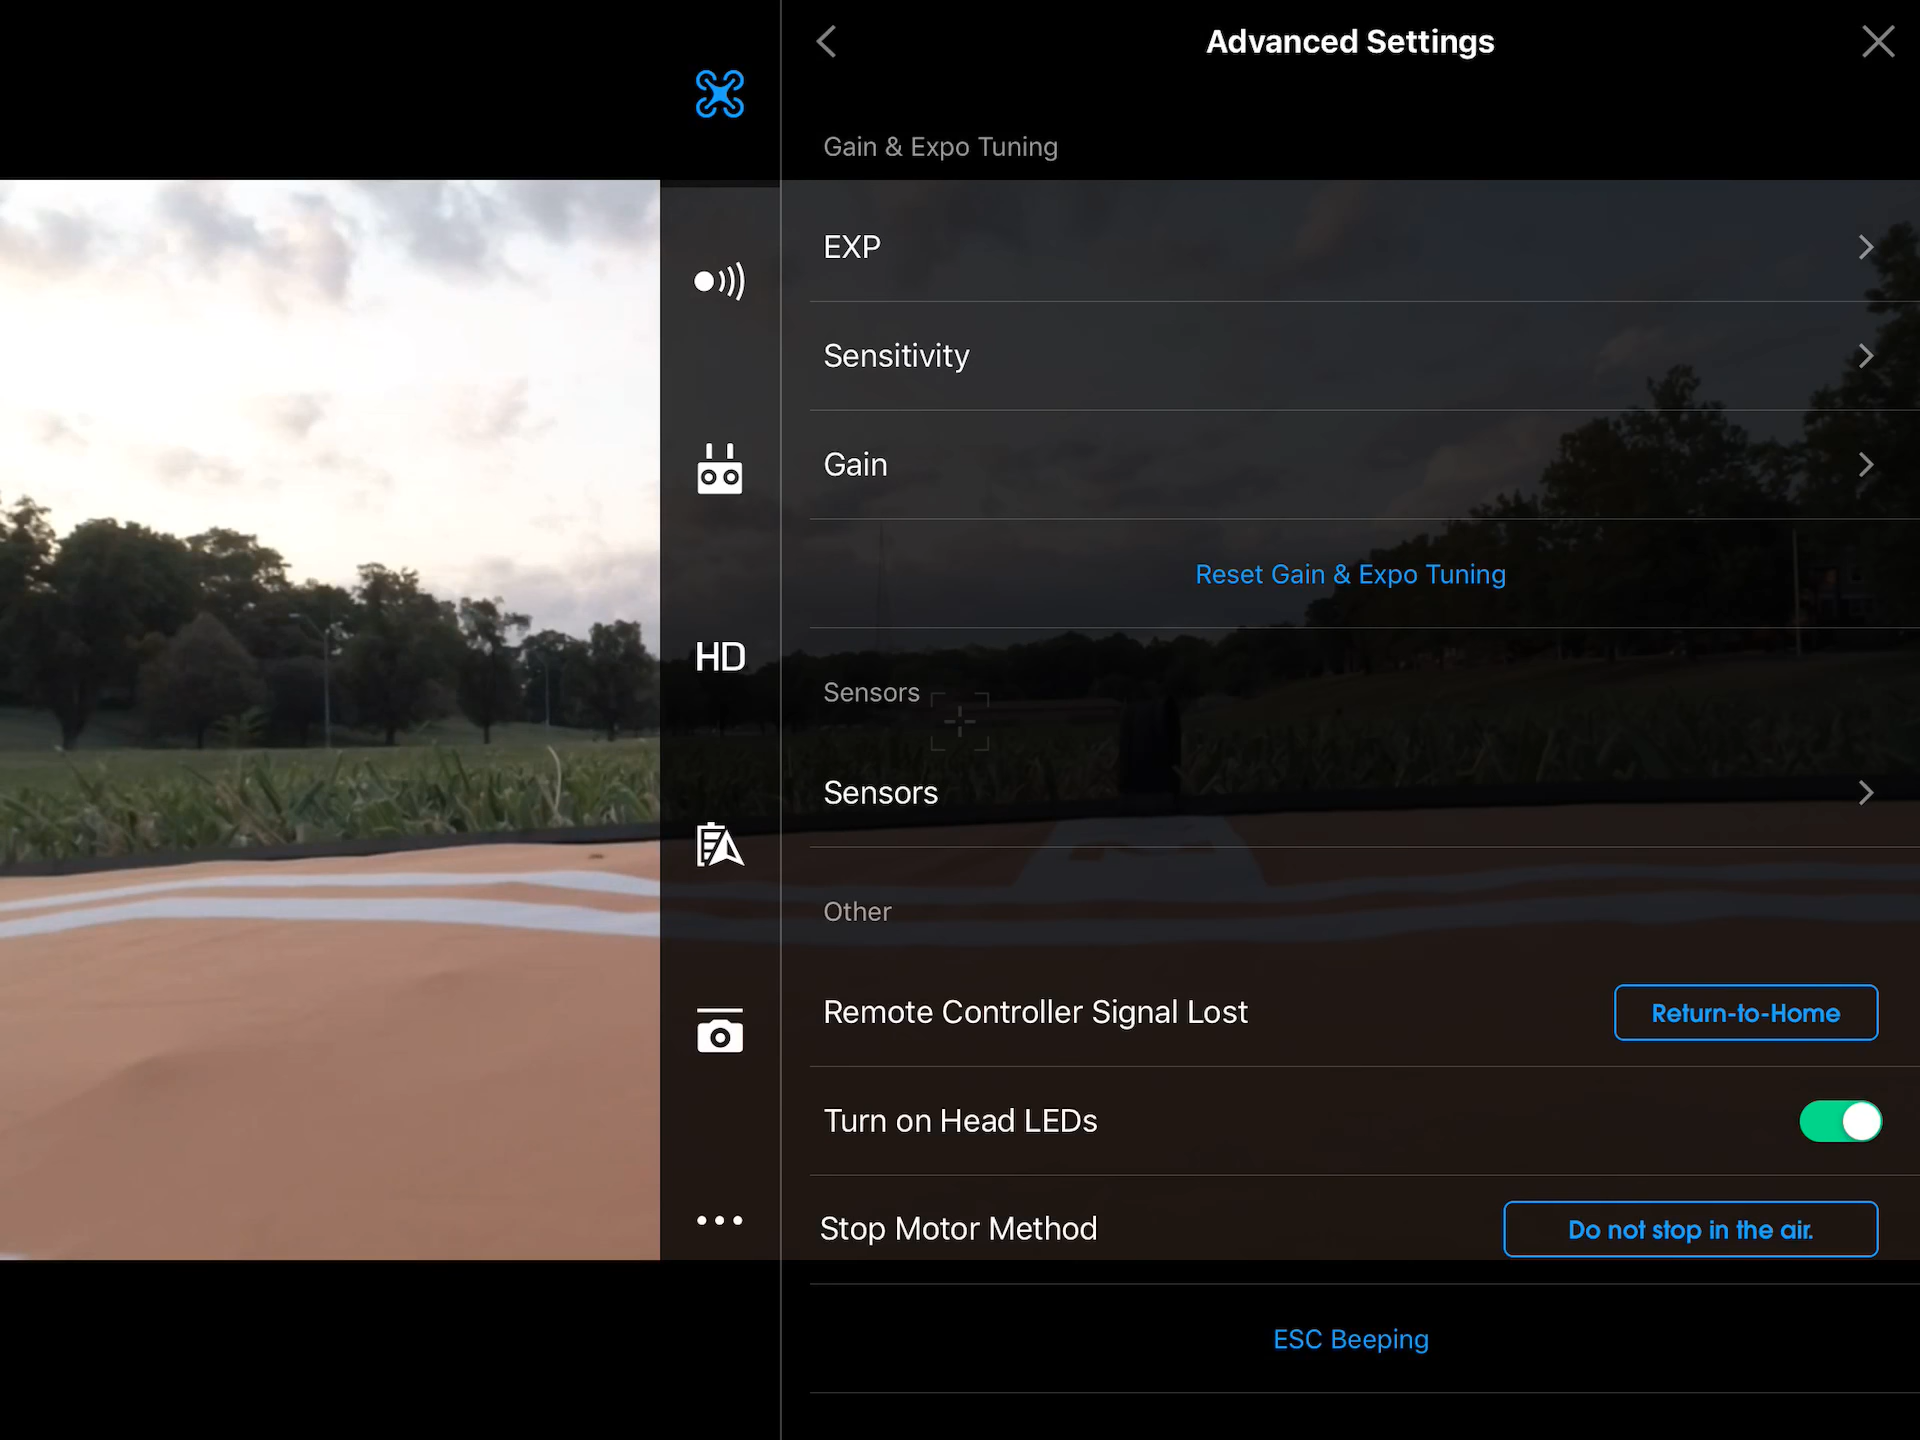 Advanced Settings
Gain & Expo Tuning
EXP
Sensitivity
Gain
Reset Gain & Expo Tuning
HD
Sensors
Sensors
Other
Remote Controller Signal Lost
Return-to-Home
Turn on Head LEDs
Stop Motor Method
Do not stop in the air.
ESC Beeping